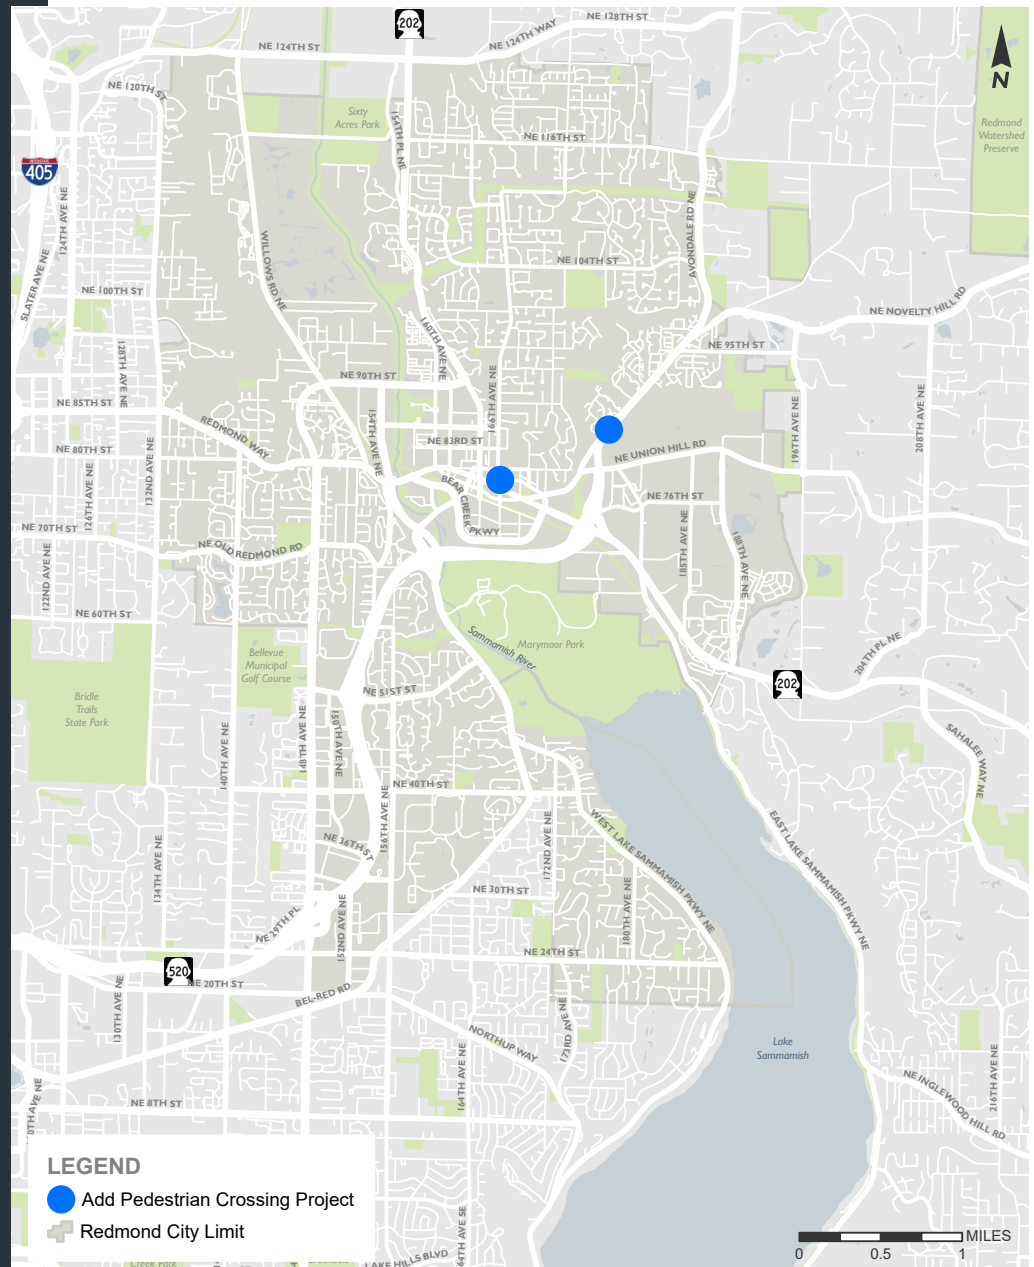 202
NE 128TH ST
NE 124TH WAY
NE 124TH ST
N
NE 120TH ST
Sixty
Acres Park
154TH PL NE
NE 116TH ST
Redmond
Watershed
Preserve
INTERSTATE
405
124TH AVE NE
AVONDALE RD NE
WILLOWS RD NE
SLATER AVE NE
NE 104TH ST
NE 100TH ST
NE NOVELTY HILL RD
160TH AVE NE
NE 95TH ST
128TH AVE NE
NE 90TH ST
166TH AVE NE
208TH AVE NE
NE 85TH ST
REDMOND WAY
154TH AVE NE
196TH AVE NE
NE 83RD ST
NE 80TH ST
132ND AVE NE
NE UNION HILL RD
126TH AVE NE
BEAR CREEK PKWY
NE 76TH ST
NE 70TH ST
185TH AVE NE
188TH AVE NE
NE OLD REDMOND RD
122ND AVE NE
NE 60TH ST
Sammamish River
Marymoor Park
204TH PL NE
Bellevue
Municipal
Golf Course
202
Bridle
Trails
State Park
NE 51ST ST
148TH AVE NE
150TH AVE NE
140TH AVE NE
SAHALEE WAY NE
NE 40TH ST
156TH AVE NE
WEST LAKE SAMMAMISH PKWY NE
EAST LAKE SAMMAMISH PKWY NE
NE 36TH ST
172ND AVE NE
134TH AVE NE
NE 30TH ST
180TH AVE NE
NE 29TH PL
152ND AVE NE
NE 24TH ST
520
NE 20TH ST
BEL-RED RD
130TH AVE NE
173RD AVE NE
NORTHUP WAY
Lake
Sammamish
164TH AVE NE
216TH AVE NE
NE INGLEWOOD HILL RD
NE 8TH ST
LEGEND
Add Pedestrian Crossing Project
Redmond City Limit
LAKE HILLS BLVD
Creek Park
MILES
0 0.5 1